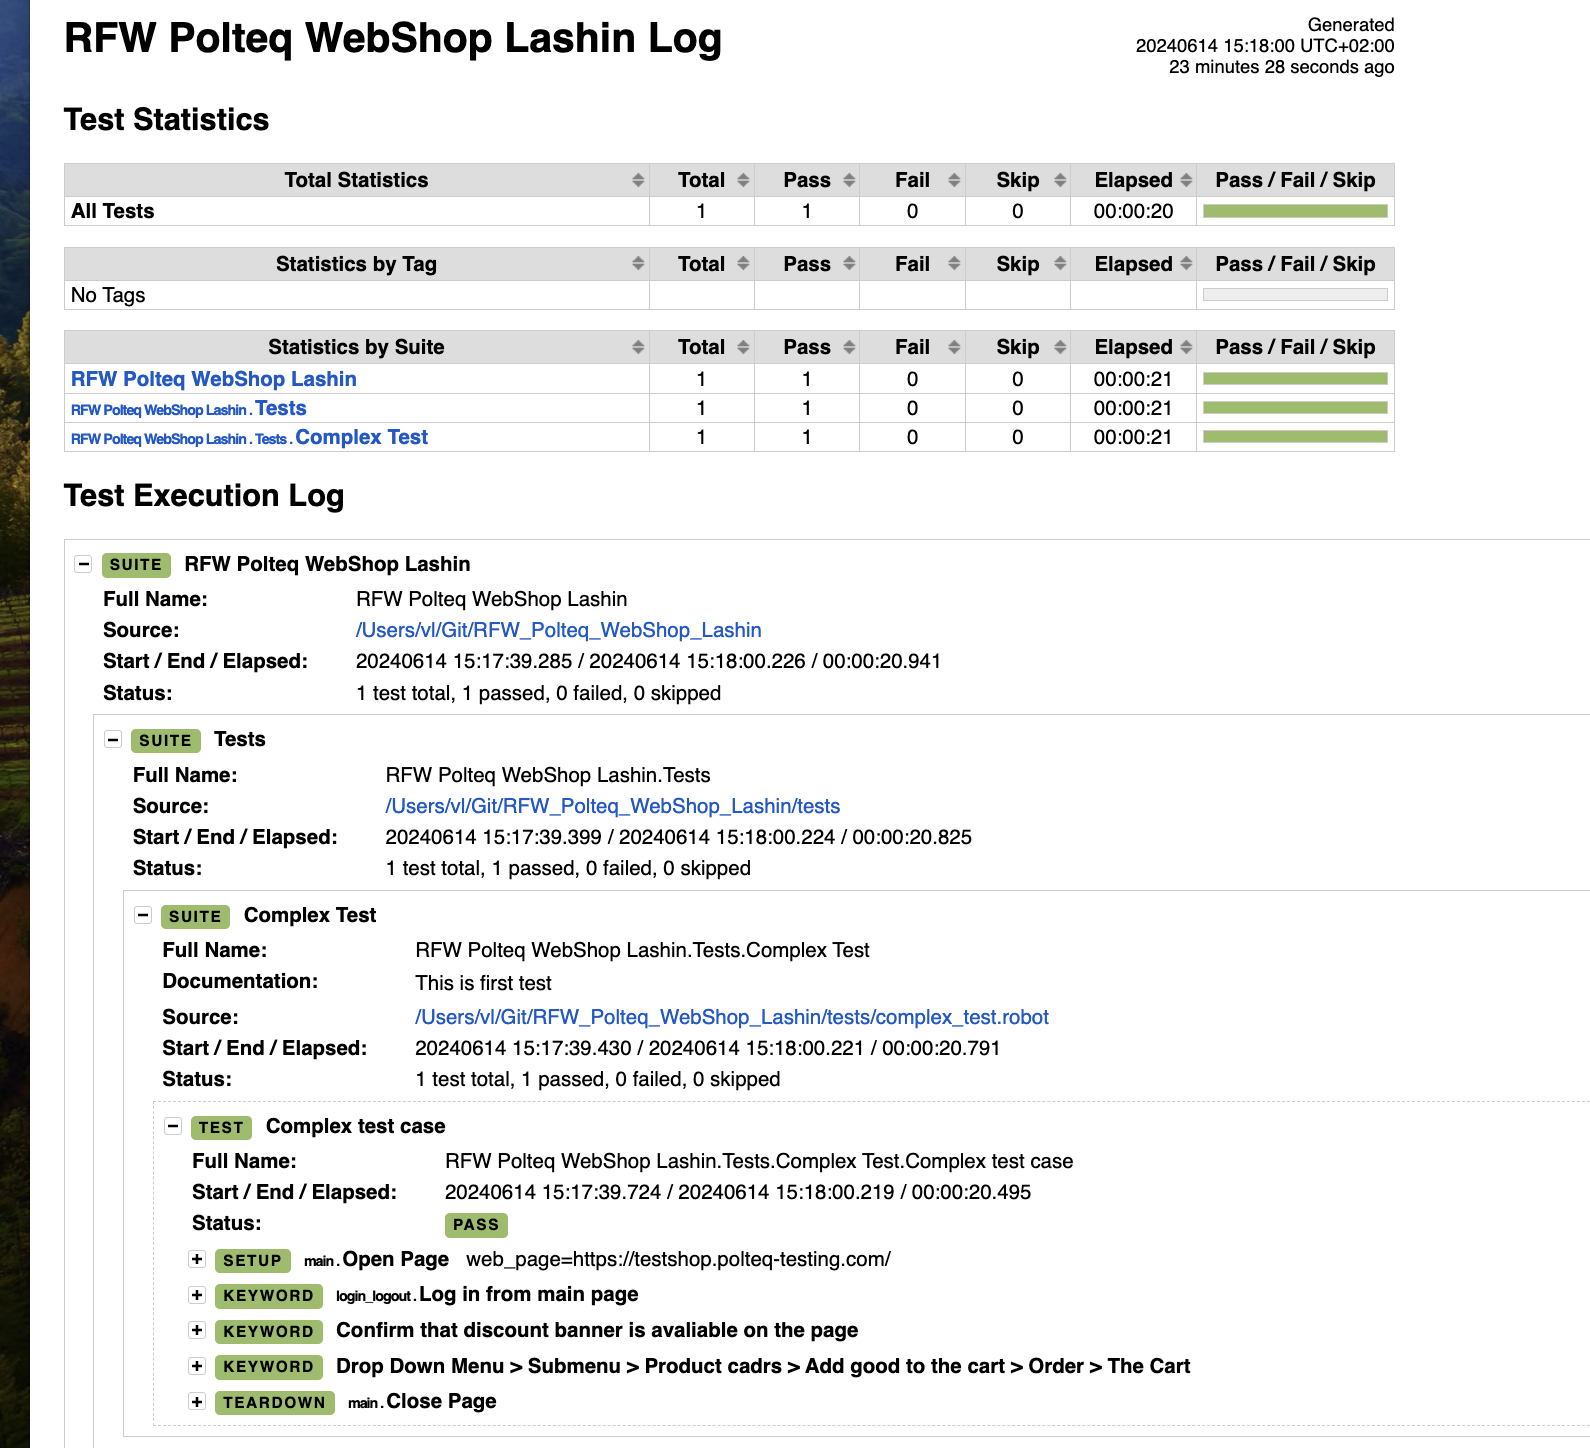 RFW Polteq WebShop Lashin Log
Generated
20240614 15:18:00 UTC+02:00
23 minutes 28 seconds ago
Test Statistics
Total Statistics Total Pass Fail Skip Elapsed Pass / Fail / Skip
All Tests 1 1 0 0 00:00:20
Statistics by Tag Total Pass Fail Skip Elapsed Pass / Fail / Skip
No Tags
Statistics by Suite Total Pass Fail Skip Elapsed Pass / Fail / Skip
RFW Polteq WebShop Lashin 1 1 0 0 00:00:21
RFW Polteq WebShop Lashin . Tests 1 1 0 0 00:00:21
RFW Polteq WebShop Lashin . Tests . Complex Test 1 1 0 0 00:00:21
Test Execution Log
SUITE RFW Polteq WebShop Lashin
Full Name: RFW Polteq WebShop Lashin
Source: /Users/vl/Git/RFW_Polteq_WebShop_Lashin
Start / End / Elapsed: 20240614 15:17:39.285 / 20240614 15:18:00.226 / 00:00:20.941
Status: 1 test total, 1 passed, 0 failed, 0 skipped
SUITE Tests
Full Name: RFW Polteq WebShop Lashin.Tests
Source: /Users/vl/Git/RFW_Polteq_WebShop_Lashin/tests
Start / End / Elapsed: 20240614 15:17:39.399 / 20240614 15:18:00.224 / 00:00:20.825
Status: 1 test total, 1 passed, 0 failed, 0 skipped
SUITE Complex Test
Full Name: RFW Polteq WebShop Lashin.Tests.Complex Test
Documentation: This is first test
Source: /Users/vl/Git/RFW_Polteq_WebShop_Lashin/tests/complex_test.robot
Start / End / Elapsed: 20240614 15:17:39.430 / 20240614 15:18:00.221 / 00:00:20.791
Status: 1 test total, 1 passed, 0 failed, 0 skipped
TEST Complex test case
Full Name: RFW Polteq WebShop Lashin.Tests.Complex Test.Complex test case
Start / End / Elapsed: 20240614 15:17:39.724 / 20240614 15:18:00.219 / 00:00:20.495
Status: PASS
SETUP main . Open Page web_page=https://testshop.polteq-testing.com/
KEYWORD login_logout . Log in from main page
KEYWORD Confirm that discount banner is avaliable on the page
KEYWORD Drop Down Menu > Submenu > Product cadrs > Add good to the cart > Order > The Cart
TEARDOWN main . Close Page